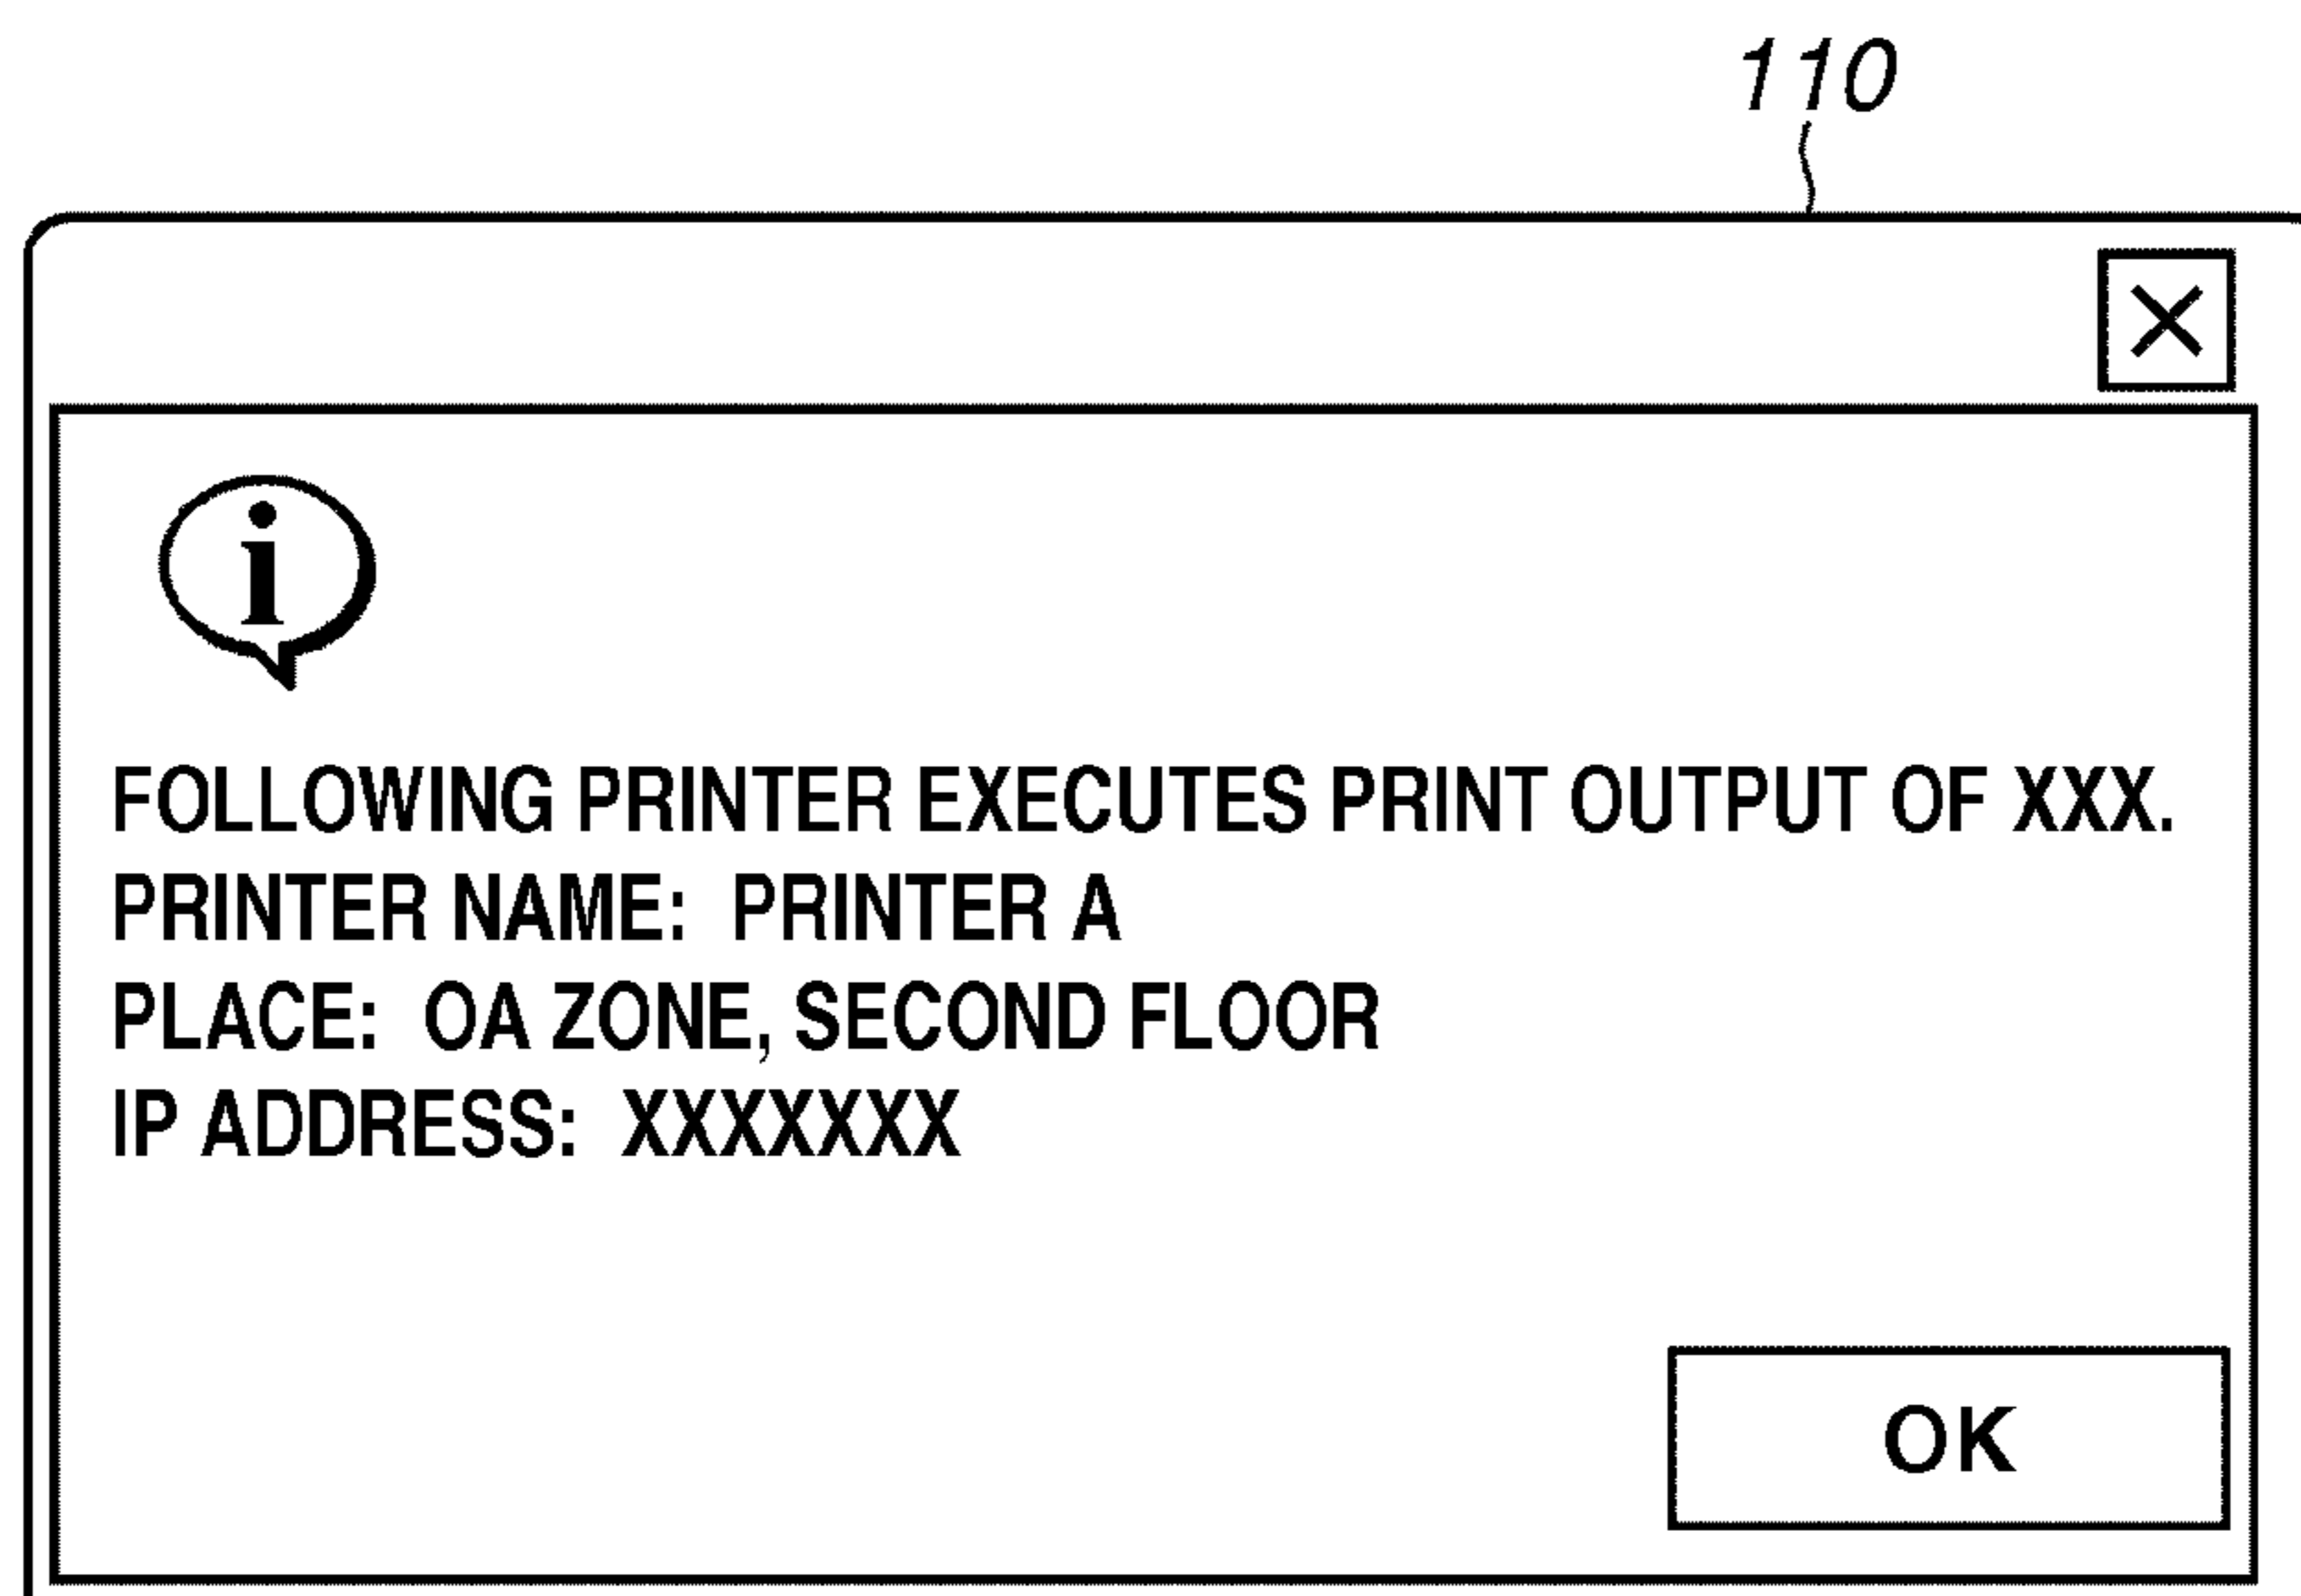 110
i
FOLLOWING PRINTER EXECUTES PRINT OUTPUT OF XXX.
PRINTER NAME: PRINTER A
PLACE: OA ZONE, SECOND FLOOR
IP ADDRESS: XXXXXXX
OK